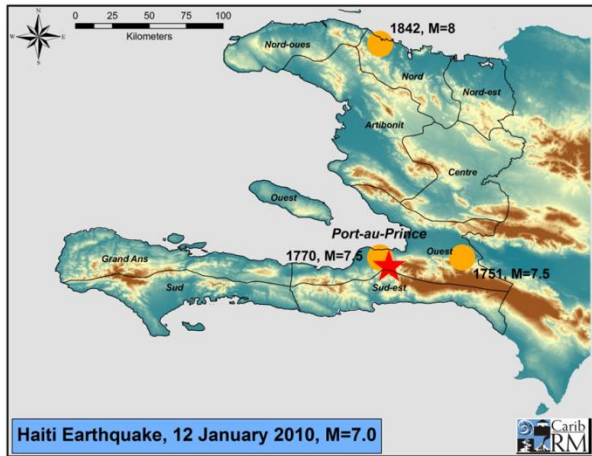 0 25 50 100
Kilometers
N
W
E
S
1842, M=8
Nord-oues
Nord
Nord-est
Artibonit
Centre
Ouest
Port-au-Prince
Grand Ans
1770, M=7.5
Ouest
1751, M=7.5
Sud
Sud-est
Haiti Earthquake, 12 January 2010, M=7.0
Carib
RM